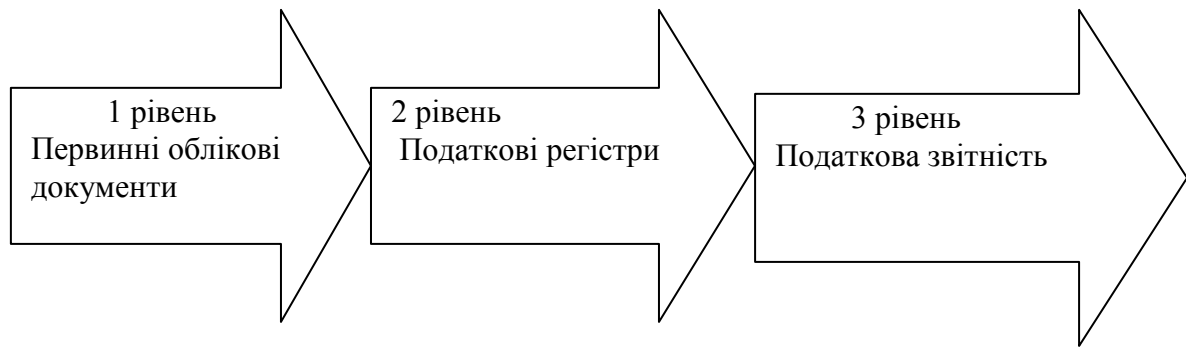 1 рівень
Первинні облікові
документи
2 рівень
Податкові регістри
3 рівень
Податкова звітність